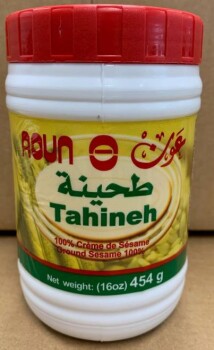 AOUN عون
طحينة
Tahineh
100% Crème de Sésame
Ground Sesame 100%
Net weight: (16oz) 454 g